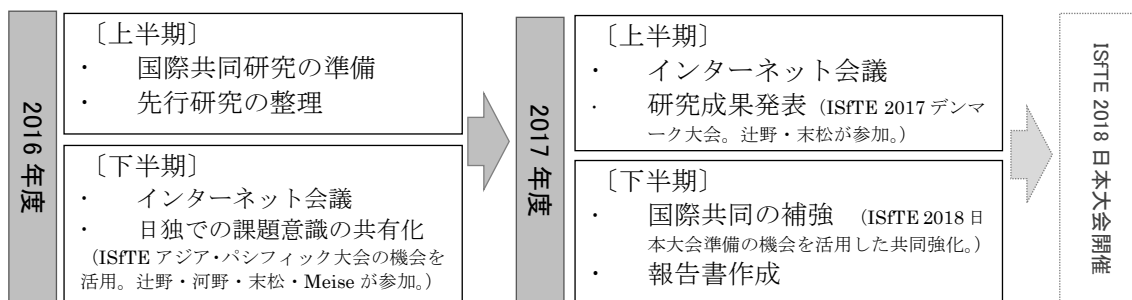 2016 年度
〔上半期〕
・ 国際共同研究の準備
・ 先行研究の整理
〔下半期〕
・ インターネット会議
・ 日独での課題意識の共有化
（ISfTE アジア・パシフィック大会の機会を
活用。辻野・河野・末松・Meise が参加。）
2017 年度
〔上半期〕
・ インターネット会議
・ 研究成果発表（ISfTE 2017 デンマ
ーク大会。辻野・末松が参加。）
〔下半期〕
・ 国際共同の補強 （ISfTE 2018 日
本大会準備の機会を活用した共同強化。）
・ 報告書作成
ISfTE 2018 日本大会開催